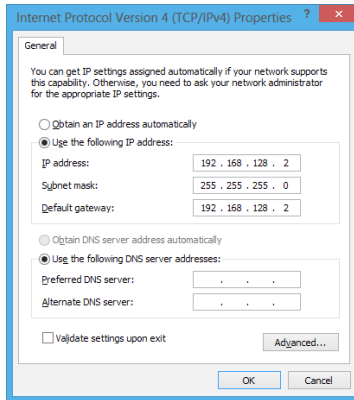 Internet Protocol Version 4 (TCP/IPv4) Properties ? ×
General
You can get IP settings assigned automatically if your network supports
this capability. Otherwise, you need to ask your network administrator
for the appropriate IP settings.
Obtain an IP address automatically
Use the following IP address:
IP address: 192 . 168 . 128 . 2
Subnet mask: 255 . 255 . 255 . 0
Default gateway: 192 . 168 . 128 . 2
Obtain DNS server address automatically
Use the following DNS server addresses:
Preferred DNS server: . . .
Alternate DNS server: . . .
Validate settings upon exit
Advanced...
OK Cancel